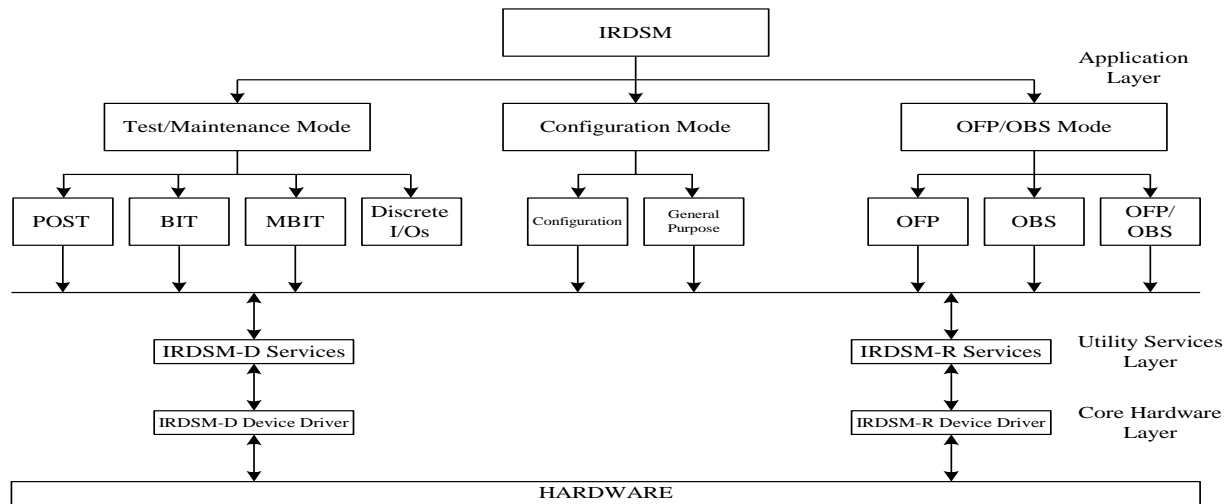 IRDSM
Application
Layer
Test/Maintenance Mode
Configuration Mode
OFP/OBS Mode
POST
BIT
MBIT
Discrete
I/Os
Configuration
General
Purpose
OFP
OBS
OFP/
OBS
IRDSM-D Services
IRDSM-R Services
Utility Services
Layer
IRDSM-D Device Driver
IRDSM-R Device Driver
Core Hardware
Layer
HARDWARE